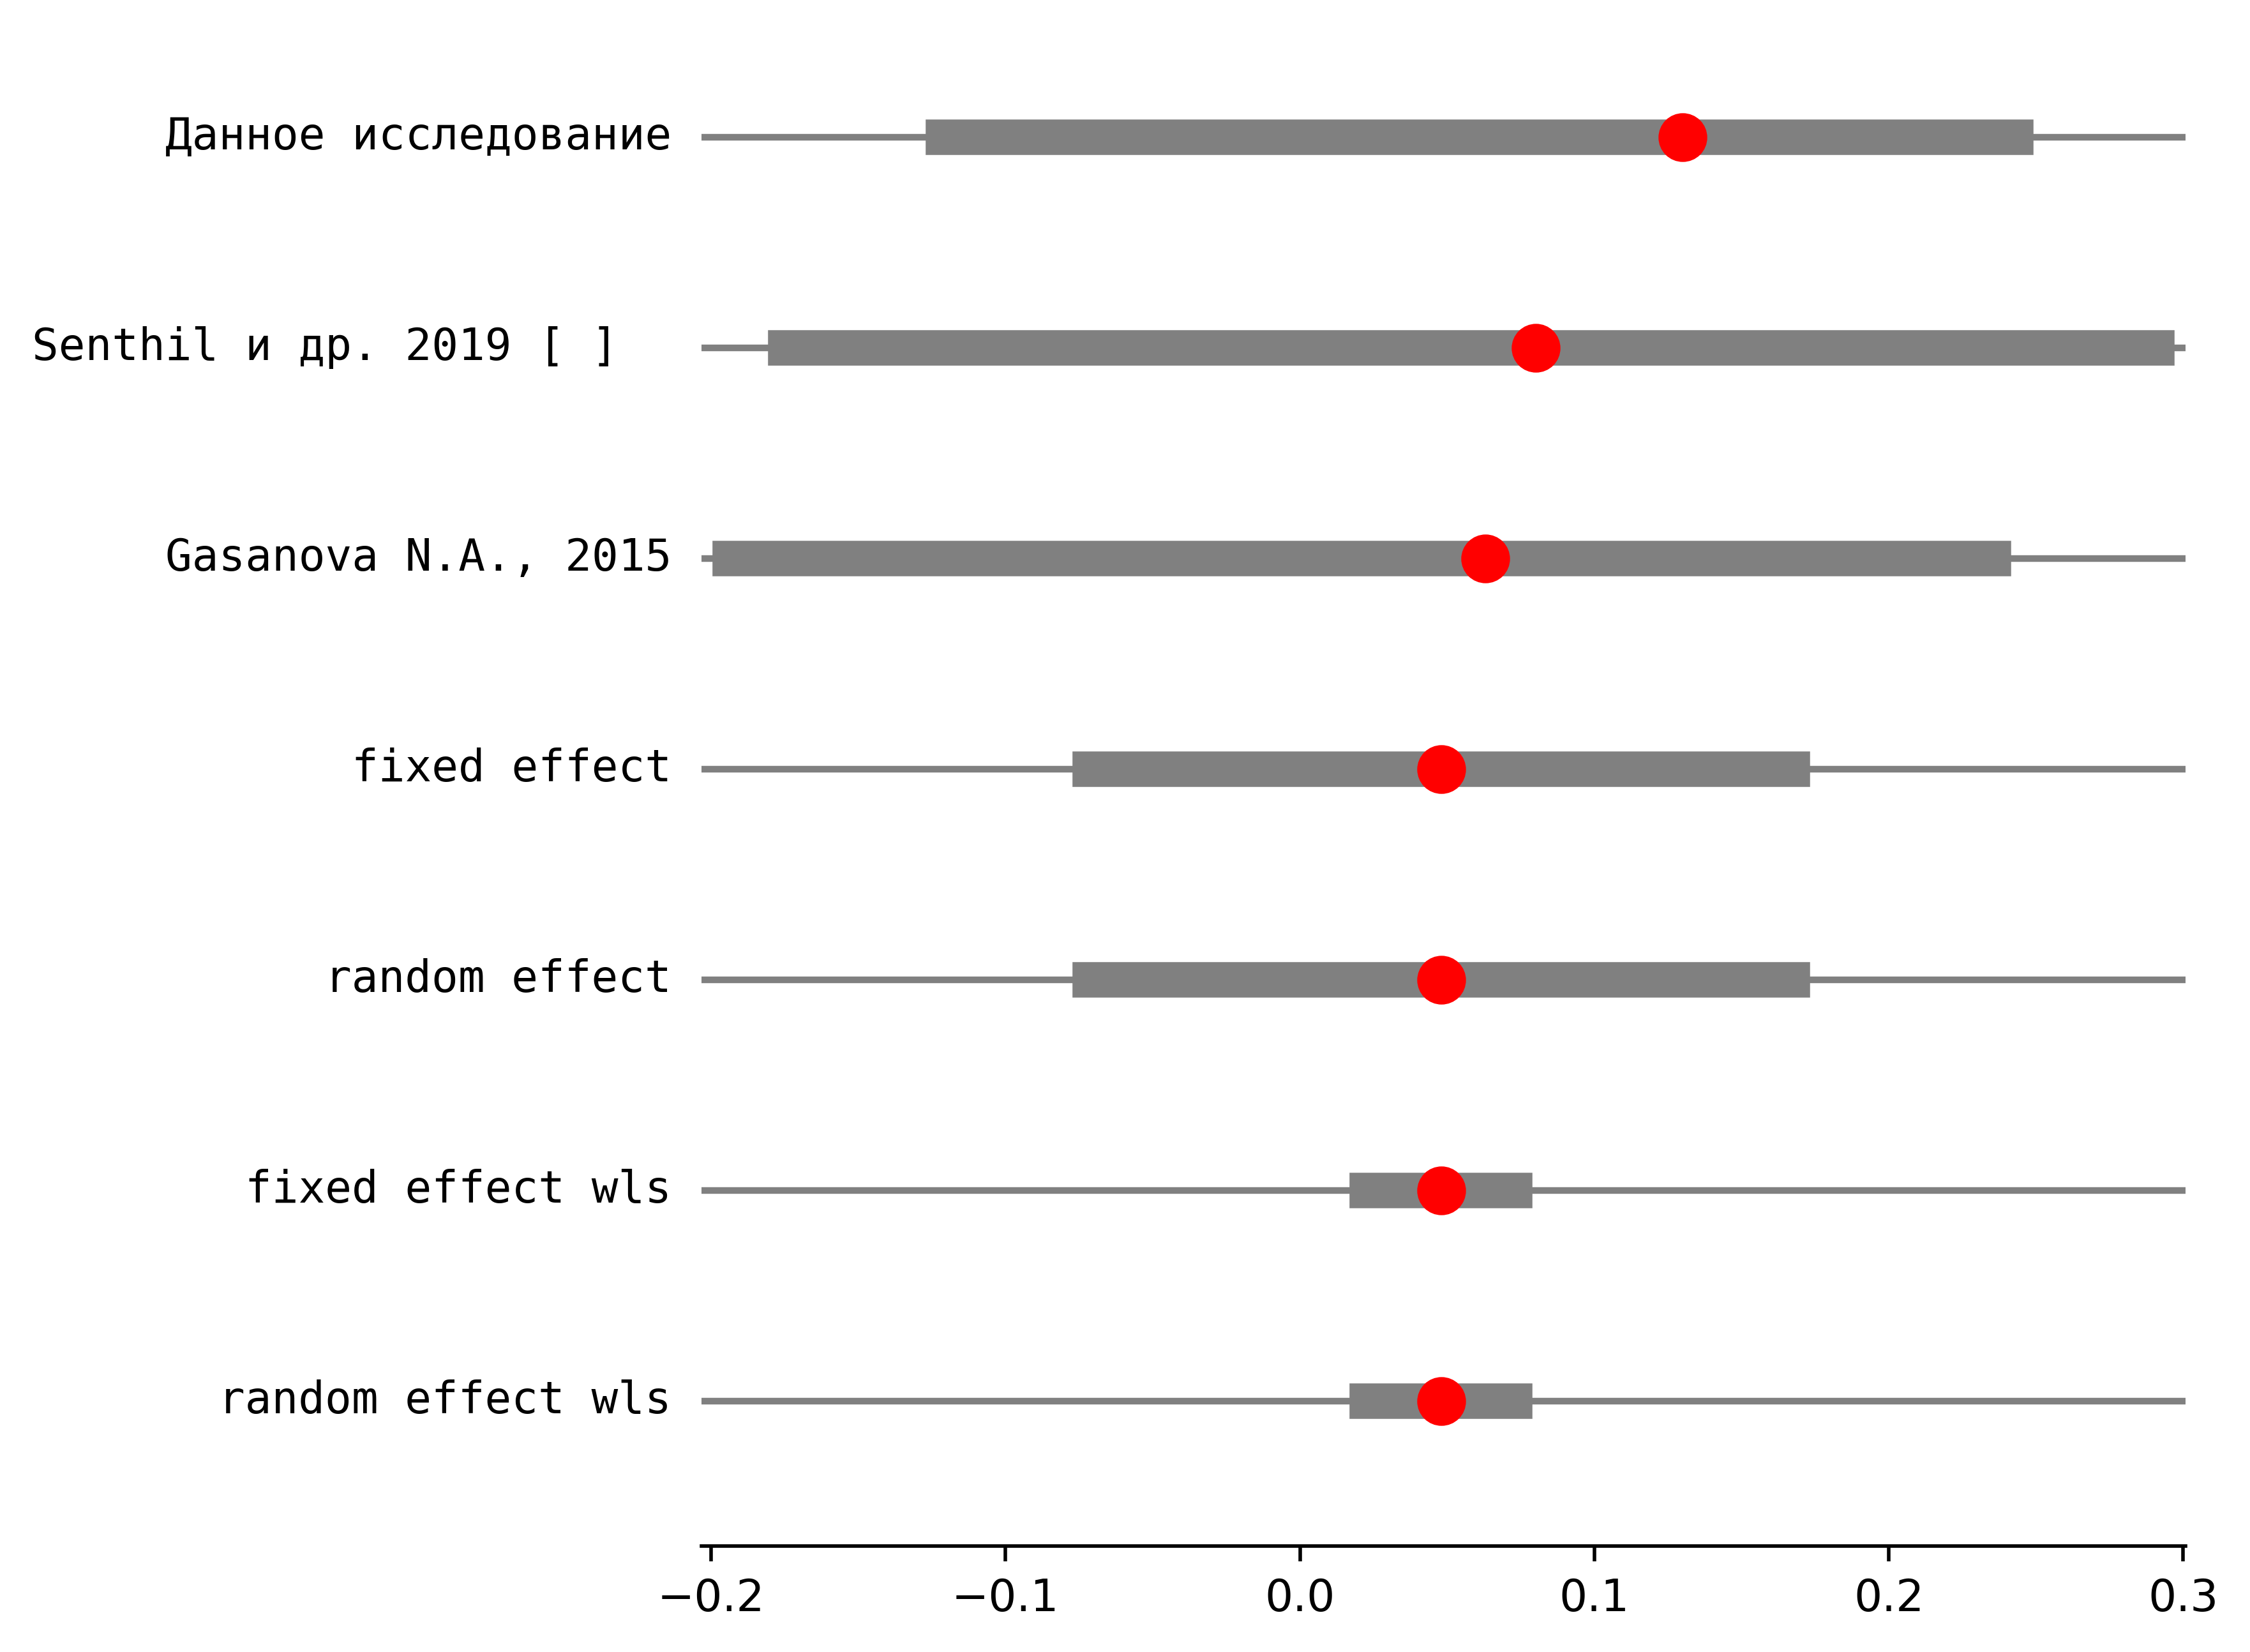 Данное исследование
Senthil и др. 2019 [ ]
Gasanova N.A., 2015
fixed effect
random effect
fixed effect wls
random effect wls
−0.2 −0.1 0.0 0.1 0.2 0.3